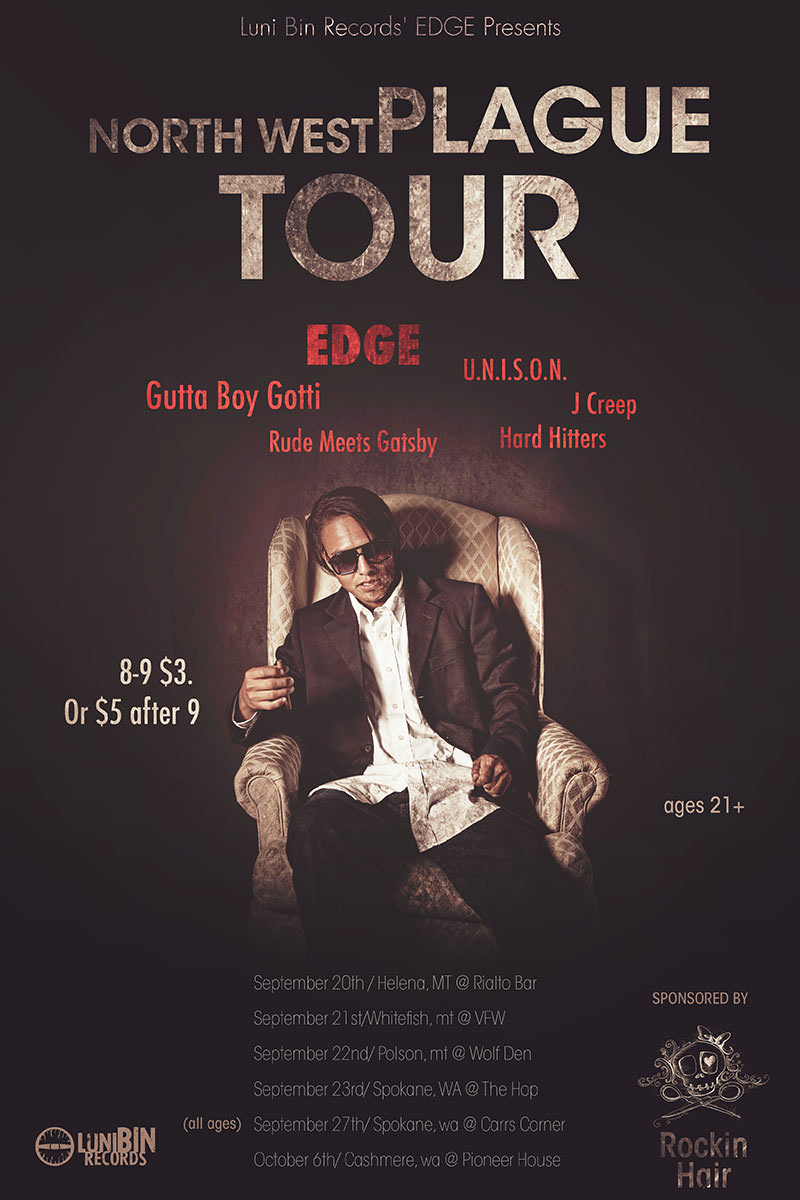 Luni Bin Records' EDGE Presents
NORTH WEST PLAGUE
TOUR
EDGE
U.N.I.S.O.N.
Gutta Boy Gotti
J Creep
Rude Meets Gatsby
Hard Hitters
8-9 $3.
Or $5 after 9
ages 21+
September 20th / Helena, MT @ Rialto Bar
September 21st/Whitefish, mt @ VFW
September 22nd/ Polson, mt @ Wolf Den
September 23rd/ Spokane, WA @ The Hop
(all ages) September 27th/ Spokane, wa @ Carrs Corner
October 6th/ Cashmere, wa @ Pioneer House
SPONSORED BY
Rockin
Hair
LUNIBIN
RECORDS